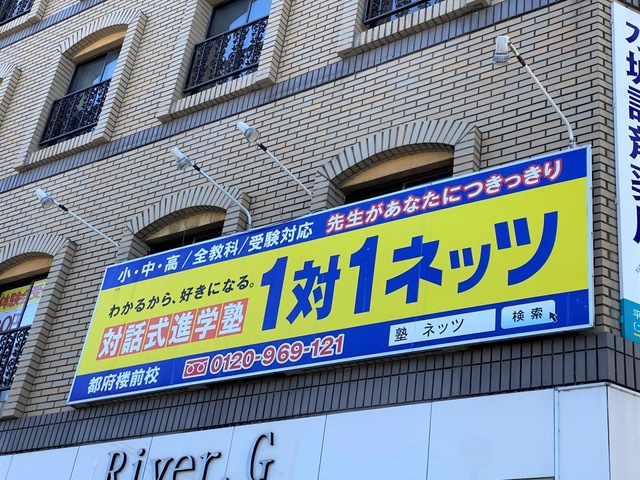 小・中・高/全教科/受験対応 先生があなたにつきっきり
わかるから、好きになる。
対話式進学塾
1対1ネッツ
都府楼前校
0120-969-121
塾 ネッツ 検索
River. G